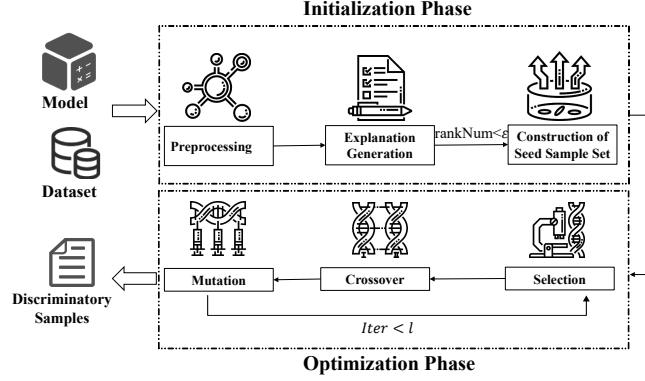 Initialization Phase
Model
Dataset
Preprocessing
Explanation
Generation
rankNum<ε
Construction of
Seed Sample Set
Discriminatory
Samples
Mutation
Crossover
Selection
Iter < l
Optimization Phase